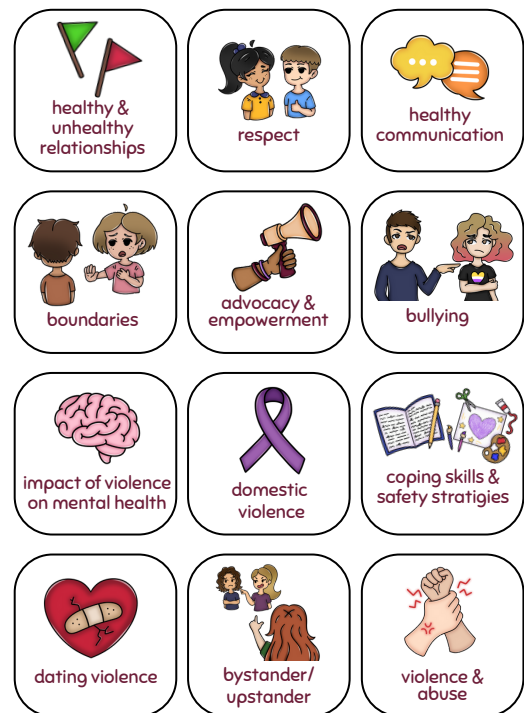 healthy &
unhealthy
relationships
respect
healthy
communication
boundaries
advocacy &
empowerment
bullying
impact of violence
on mental health
domestic
violence
coping skills &
safety stratigies
dating violence
bystander/
upstander
violence &
abuse